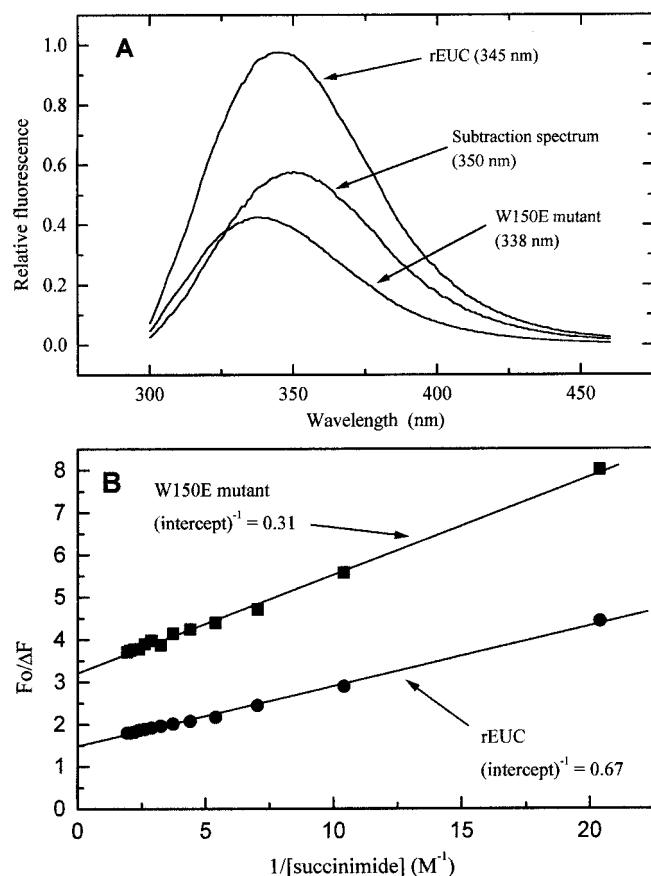 A
1.0
0.8
0.6
0.4
0.2
0.0
Relative fluorescence
rEUC (345 nm)
Subtraction spectrum
(350 nm)
W150E mutant
(338 nm)
300
350
400
450
Wavelength (nm)
B
8
7
6
5
4
3
2
1
0
Fo/ΔF
W150E mutant
(intercept)⁻¹ = 0.31
rEUC
(intercept)⁻¹ = 0.67
0
5
10
15
20
1/[succinimide] (M⁻¹)